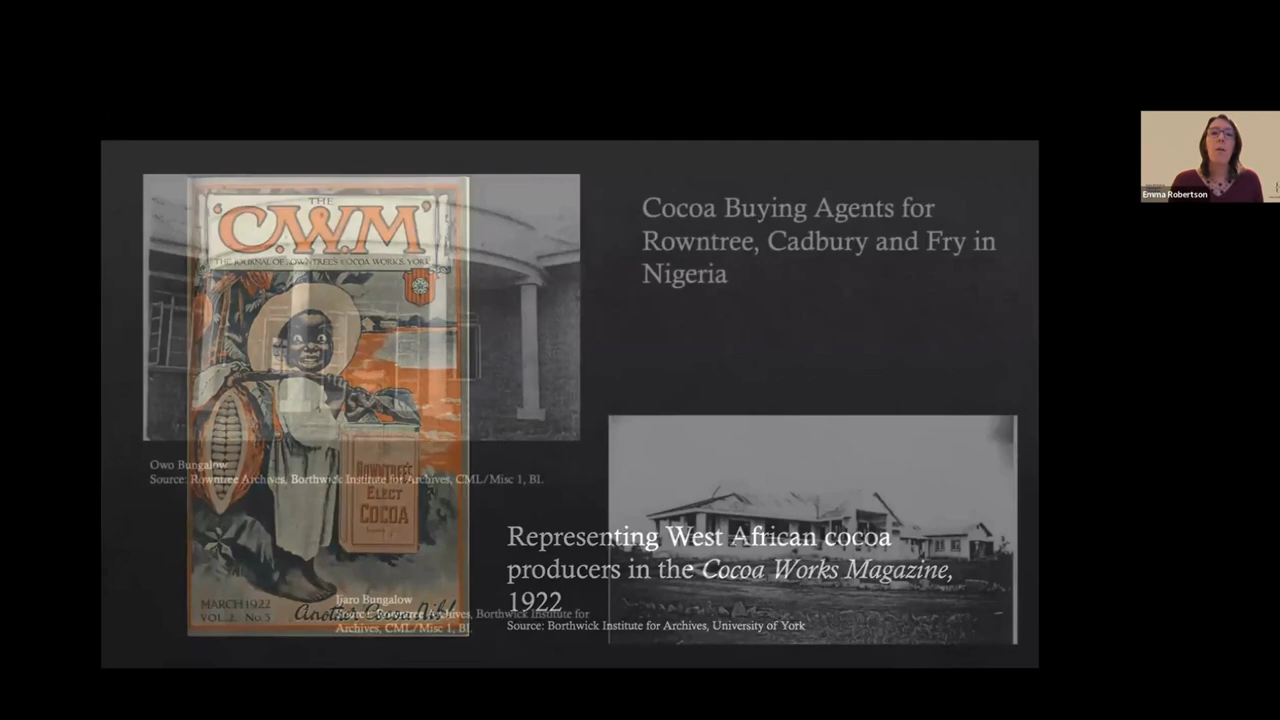 THE
'C.W.M'
THE JOURNAL OF ROWNTREE'S COCOA WORKS, YORK
Cocoa Buying Agents for
Rowntree, Cadbury and Fry in
Nigeria
Emma Robertson
Owo Bungalow
Source: Rowntree Archives, Borthwick Institute for Archives, CML/Misc 1, BI.
ROWNTREE'S
ELECT
COCOA
Representing West African cocoa
producers in the Cocoa Works Magazine,
1922
Source: Borthwick Institute for Archives, University of York
MARCH 1922
VOL. 2. No. 3
Ijaro Bungalow
Source: Rowntree Archives, Borthwick Institute for
Archives, CML/Misc 1, BI.